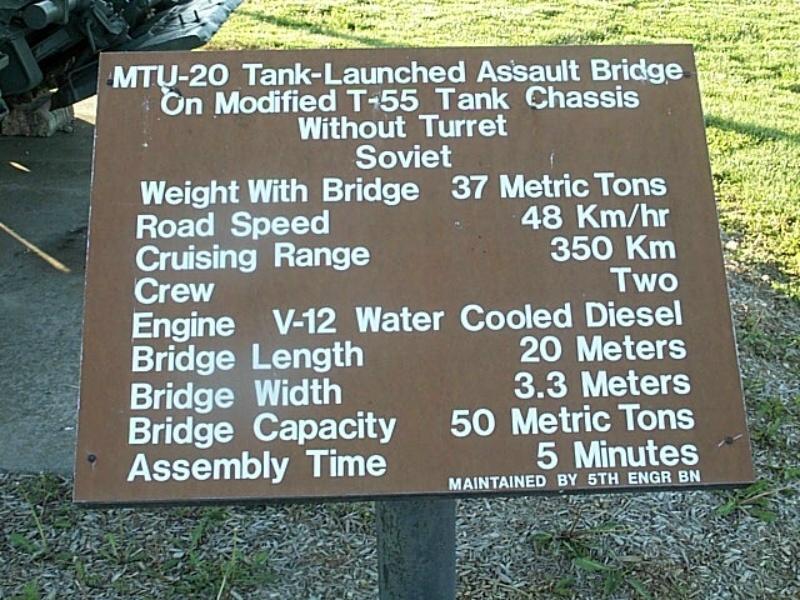 MTU-20 Tank-Launched Assault Bridge
On Modified T-55 Tank Chassis
Without Turret
Soviet
Weight With Bridge 37 Metric Tons
Road Speed 48 Km/hr
Cruising Range 350 Km
Crew Two
Engine V-12 Water Cooled Diesel
Bridge Length 20 Meters
Bridge Width 3.3 Meters
Bridge Capacity 50 Metric Tons
Assembly Time 5 Minutes
MAINTAINED BY 5TH ENGR BN